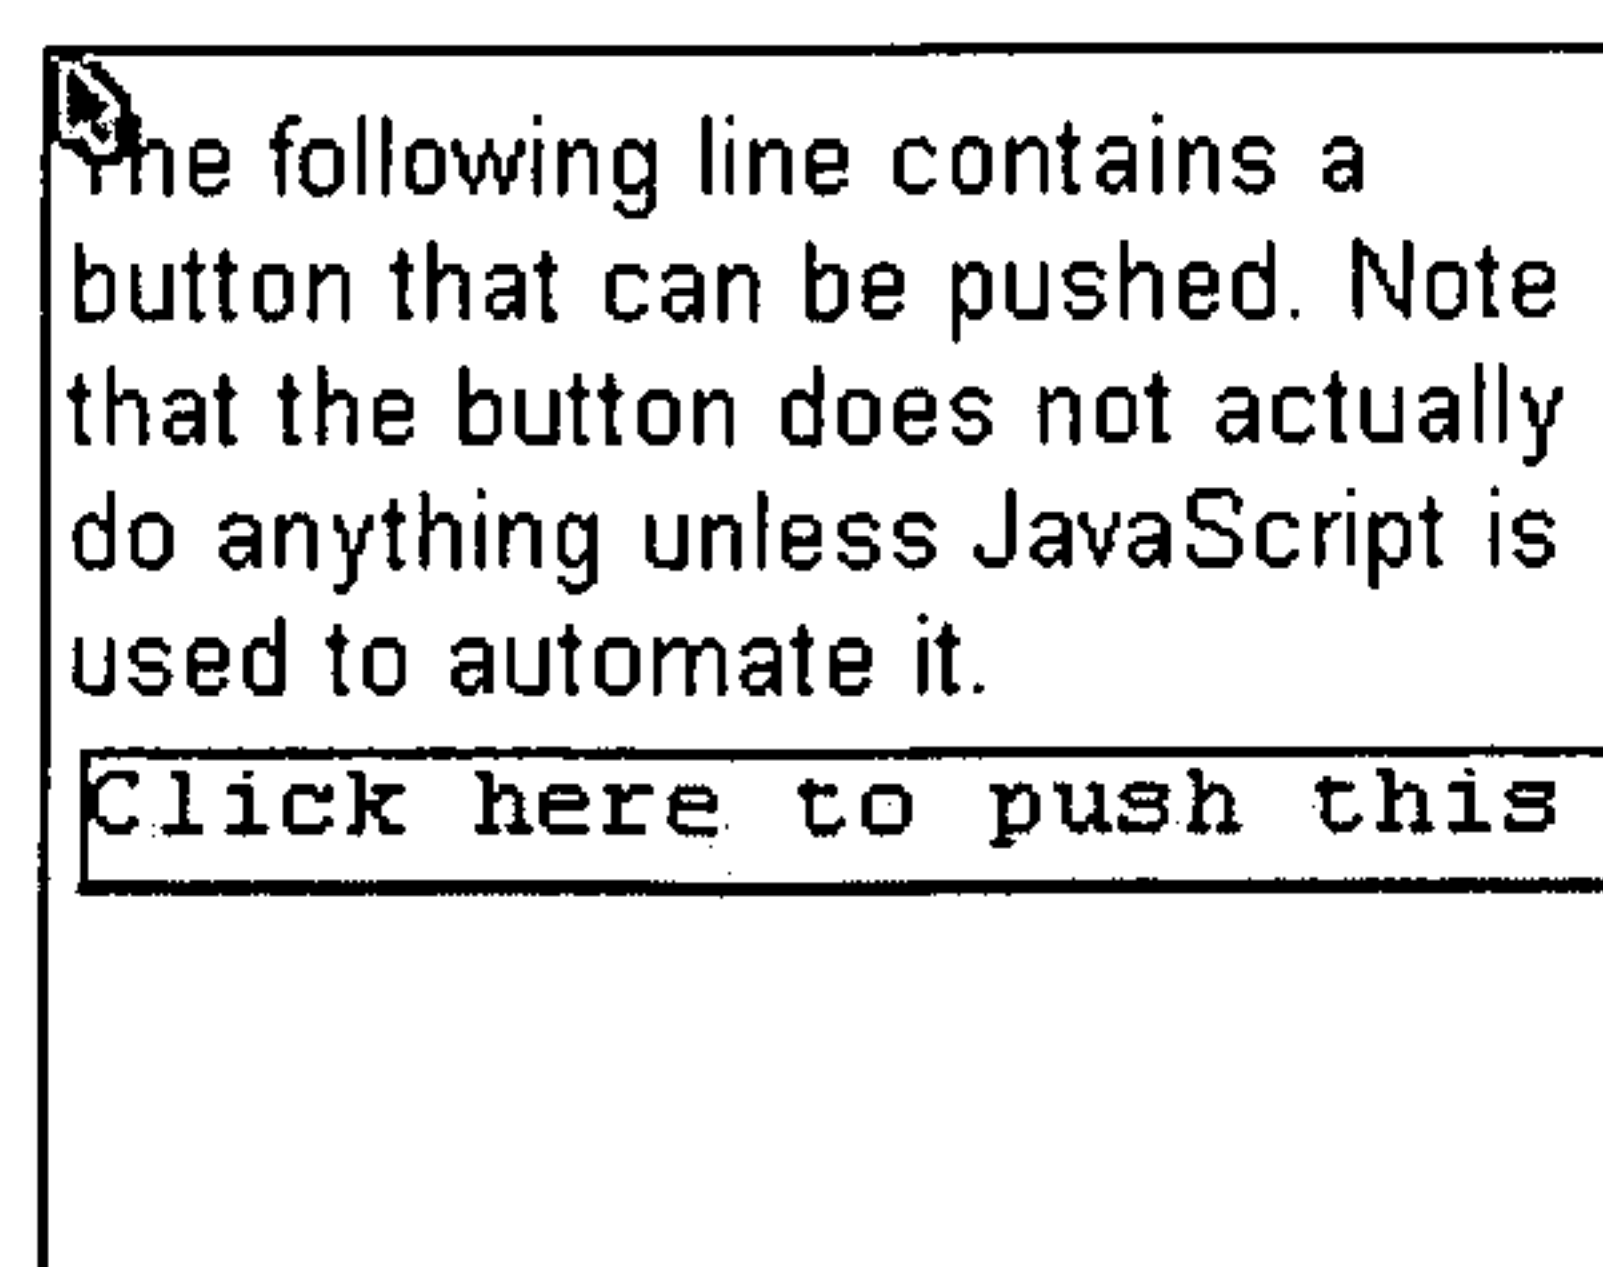 The following line contains a
button that can be pushed. Note
that the button does not actually
do anything unless JavaScript is
used to automate it.
Click here to push this